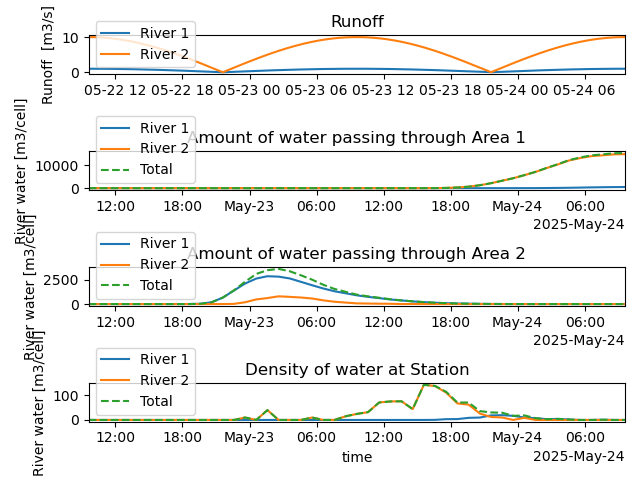 Runoff
Runoff [m3/s]
10
0
River 1
River 2
05-22 12 05-22 18 05-23 00 05-23 06 05-23 12 05-23 18 05-24 00 05-24 06
Amount of water passing through Area 1
River water [m3/cell]
10000
0
River 1
River 2
Total
12:00 18:00 May-23 06:00 12:00 18:00 May-24 06:00
2025-May-24
Amount of water passing through Area 2
River water [m3/cell]
2500
0
River 1
River 2
Total
12:00 18:00 May-23 06:00 12:00 18:00 May-24 06:00
2025-May-24
Density of water at Station
River water [m3/cell]
100
0
River 1
River 2
Total
12:00 18:00 May-23 06:00 12:00 18:00 May-24 06:00
time
2025-May-24